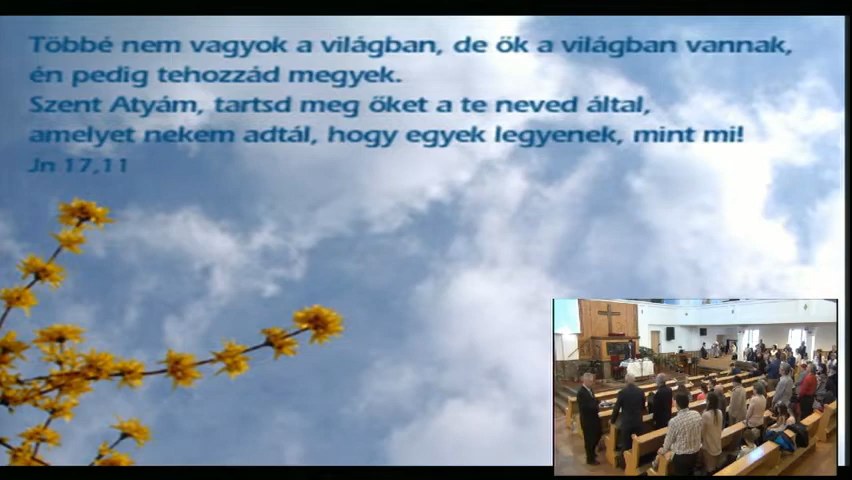 Többé nem vagyok a világban, de ők a világban vannak,
én pedig tehozzád megyek.
Szent Atyám, tartsd meg őket a te neved által,
amelyet nekem adtál, hogy egyek legyenek, mint mi!
Jn 17,11